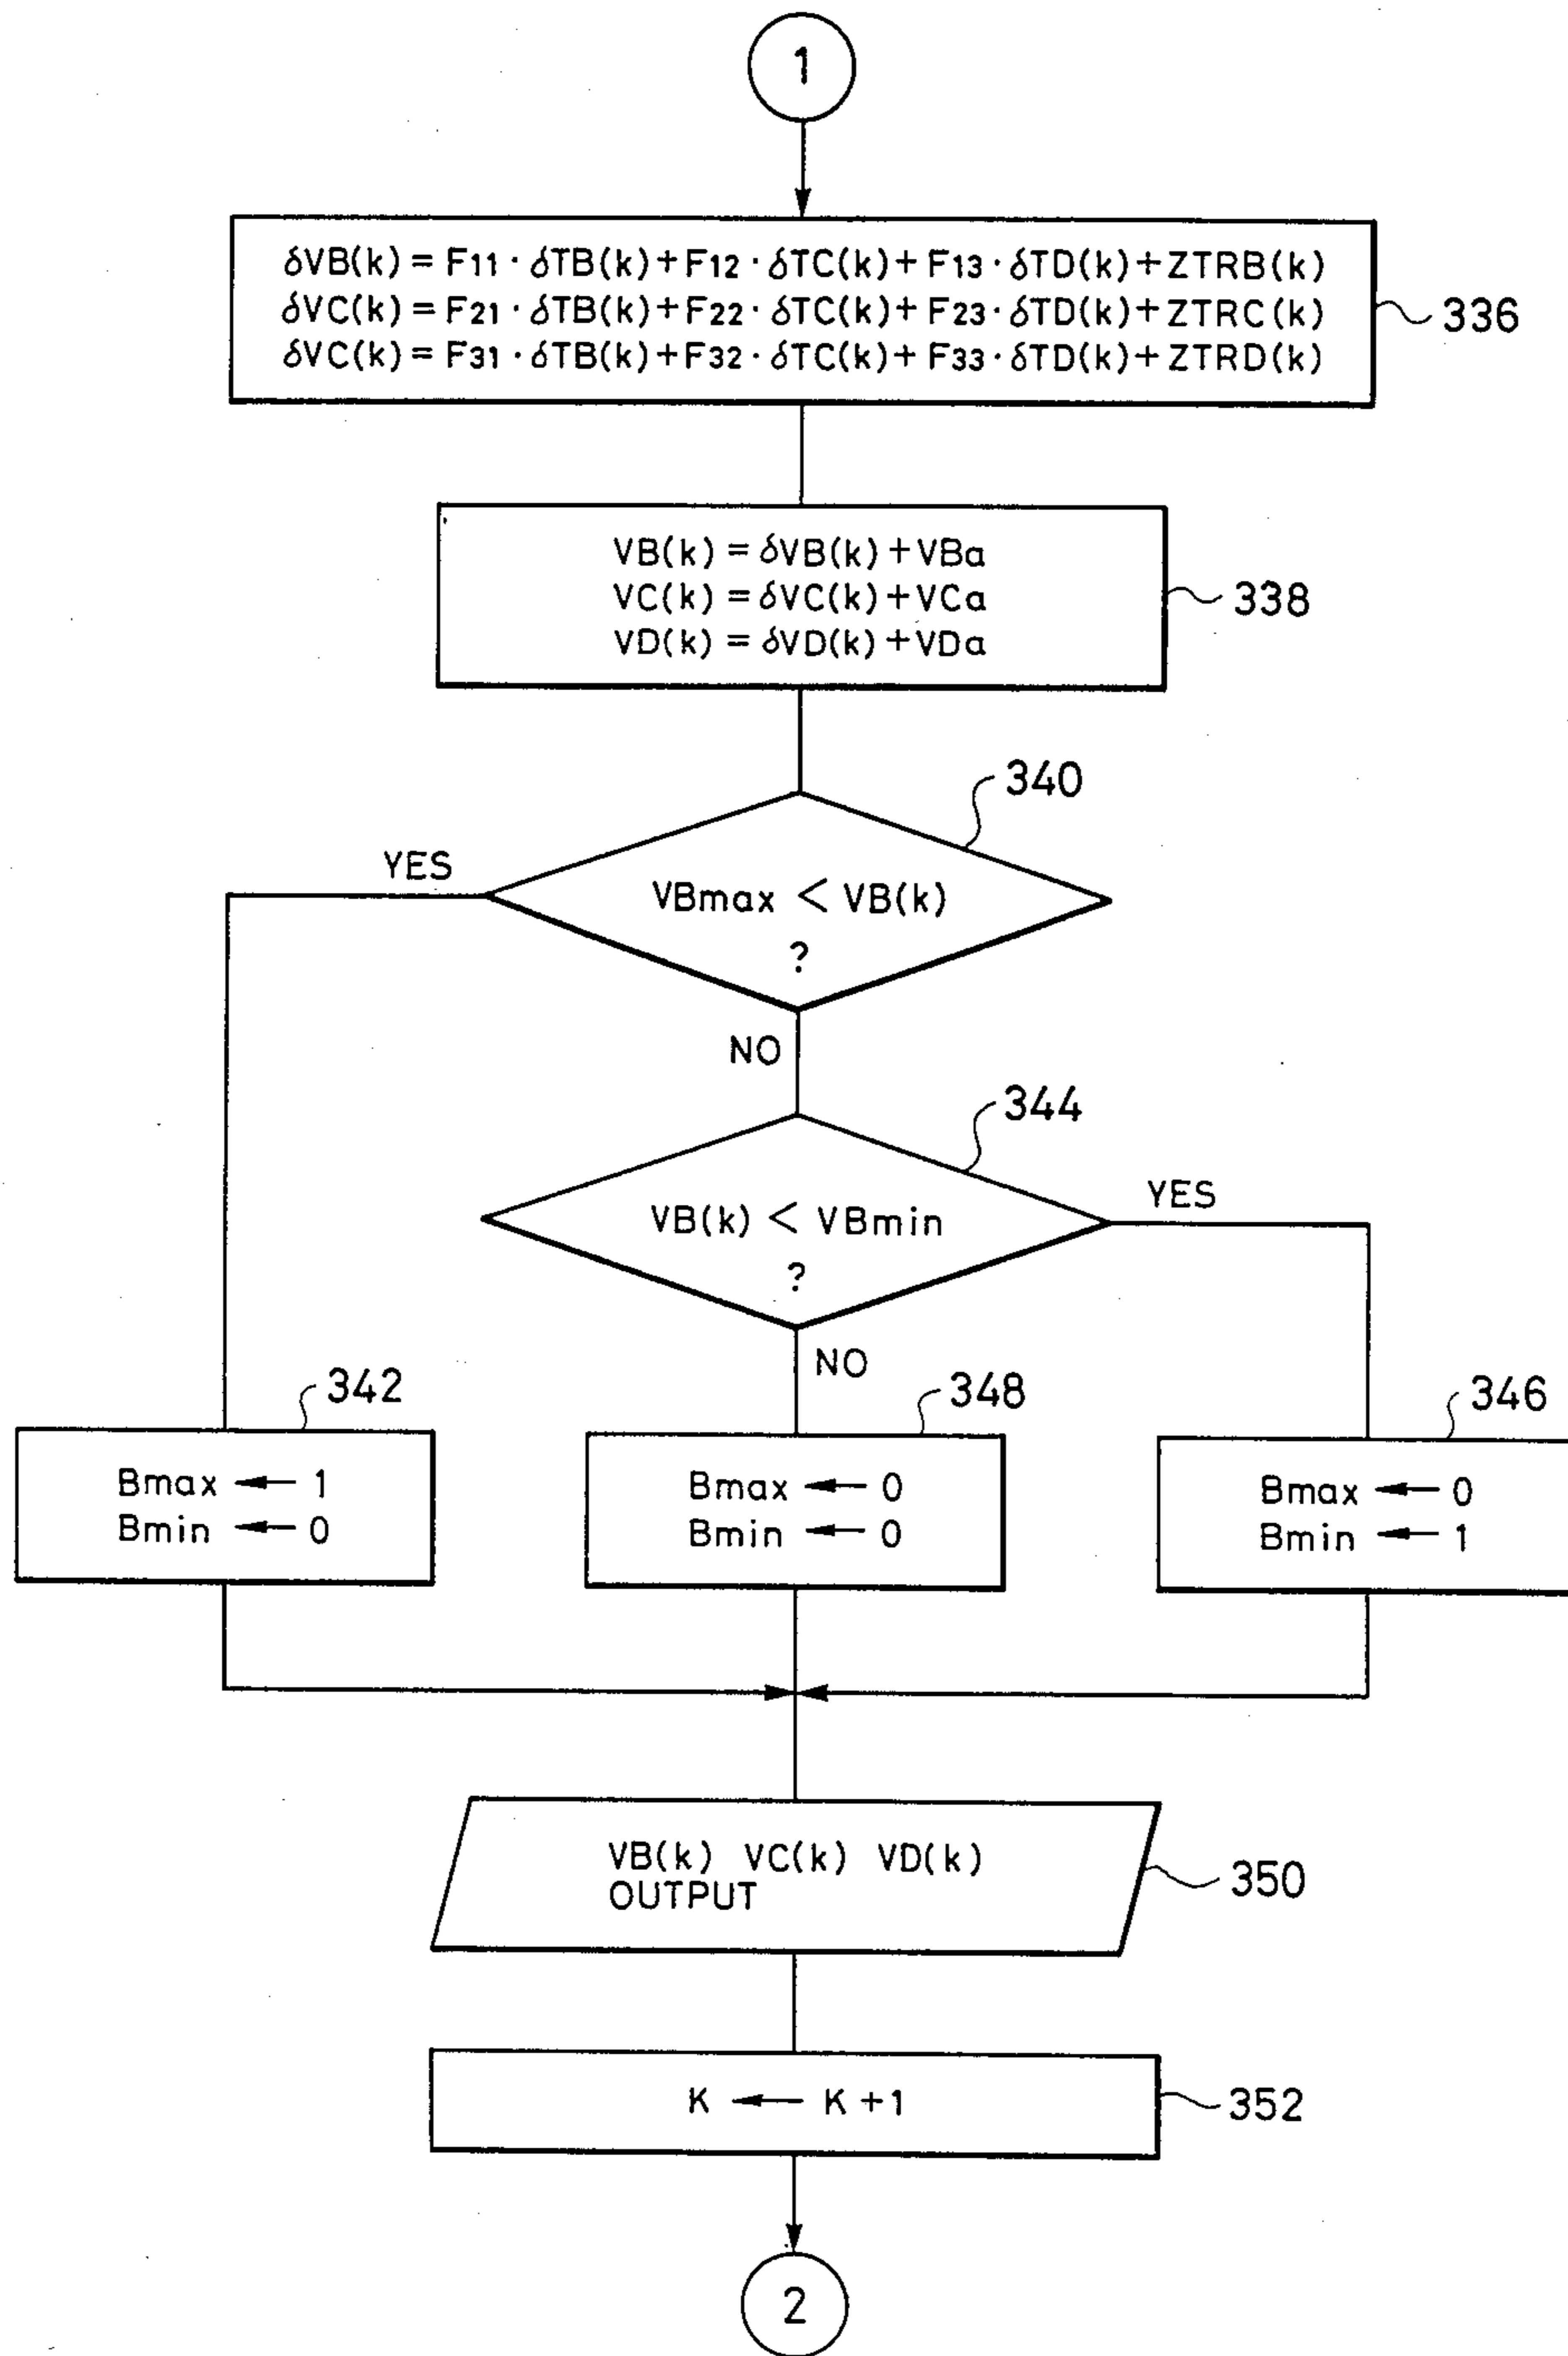 1
δVB(k) = F11 · δTB(k) + F12 · δTC(k) + F13 · δTD(k) + ZTRB(k)
δVC(k) = F21 · δTB(k) + F22 · δTC(k) + F23 · δTD(k) + ZTRC(k)
δVC(k) = F31 · δTB(k) + F32 · δTC(k) + F33 · δTD(k) + ZTRD(k)
336
VB(k) = δVB(k) + VBa
VC(k) = δVC(k) + VCa
VD(k) = δVD(k) + VDa
338
340
YES
VBmax < VB(k)
?
NO
344
YES
VB(k) < VBmin
?
NO
342
Bmax ← 1
Bmin ← 0
348
Bmax ← 0
Bmin ← 0
346
Bmax ← 0
Bmin ← 1
VB(k) VC(k) VD(k)
OUTPUT
350
K ← K + 1
352
2